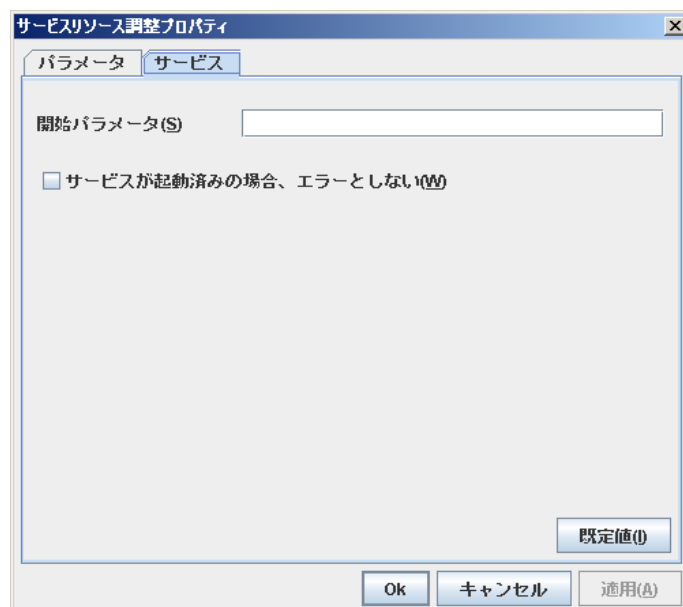 サービスリソース調整プロパティ
パラメータ サービス
開始パラメータ(S)
サービスが起動済みの場合、エラーとしない(W)
既定値(I)
Ok キャンセル 適用(A)